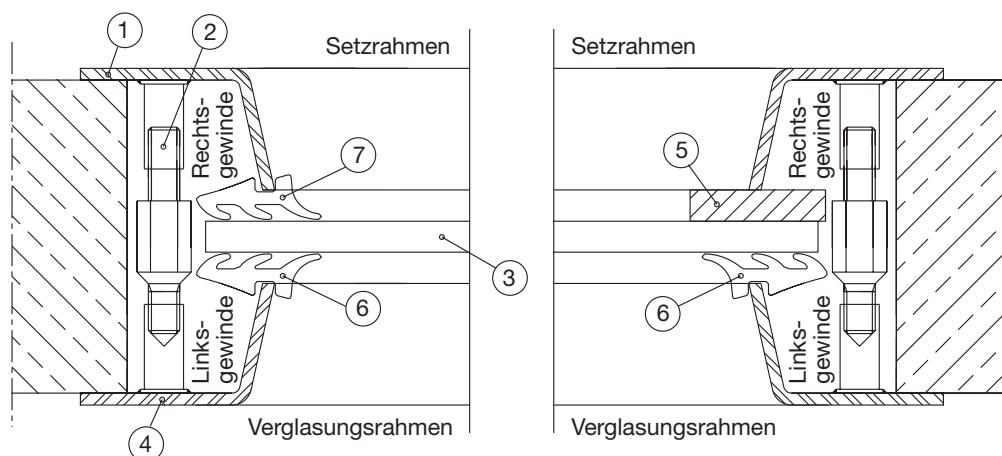 1
2
Setzrahmen
Setzrahmen
Rechts-
gewinde
Rechts-
gewinde
7
5
3
6
6
Links-
gewinde
Links-
gewinde
4
Verglasungsrahmen
Verglasungsrahmen